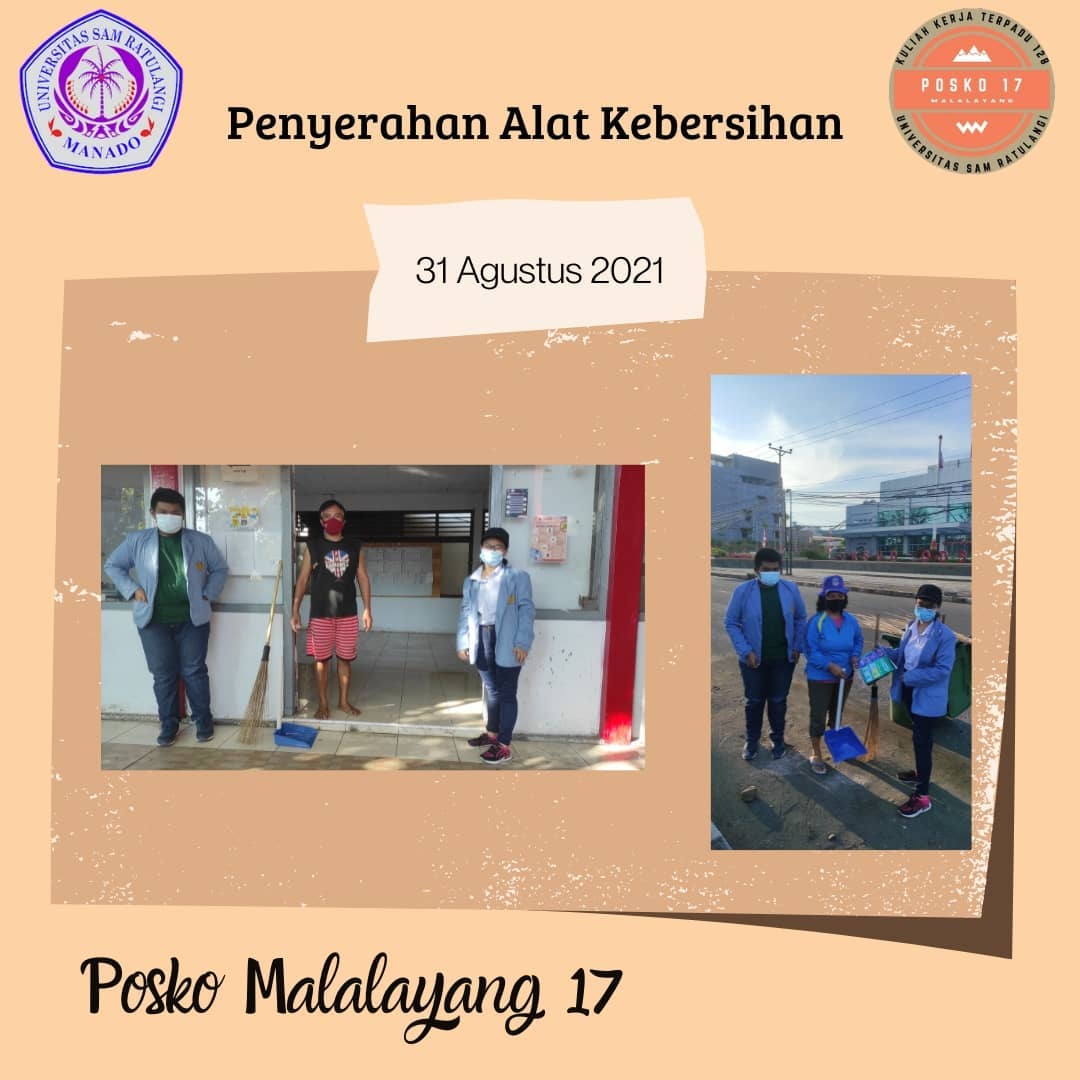 UNIVERSITAS SAM RATULANGI
MANADO
Penyerahan Alat Kebersihan
KULIAH KERJA TERPADU 128
POSKO 17
MALALAYANG
UNIVERSITAS SAM RATULANGI
31 Agustus 2021
Posko Malalayang 17